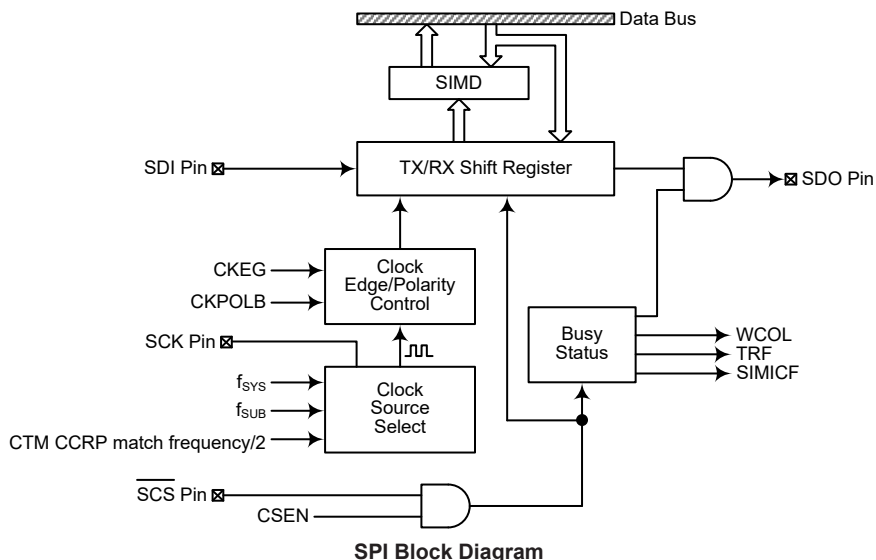 Data Bus
SIMD
SDI Pin
TX/RX Shift Register
SDO Pin
CKEG
CKPOLB
Clock
Edge/Polarity
Control
SCK Pin
Busy
Status
WCOL
TRF
SIMICF
fSYS
fSUB
CTM CCRP match frequency/2
Clock
Source
Select
SCS Pin
CSEN
SPI Block Diagram